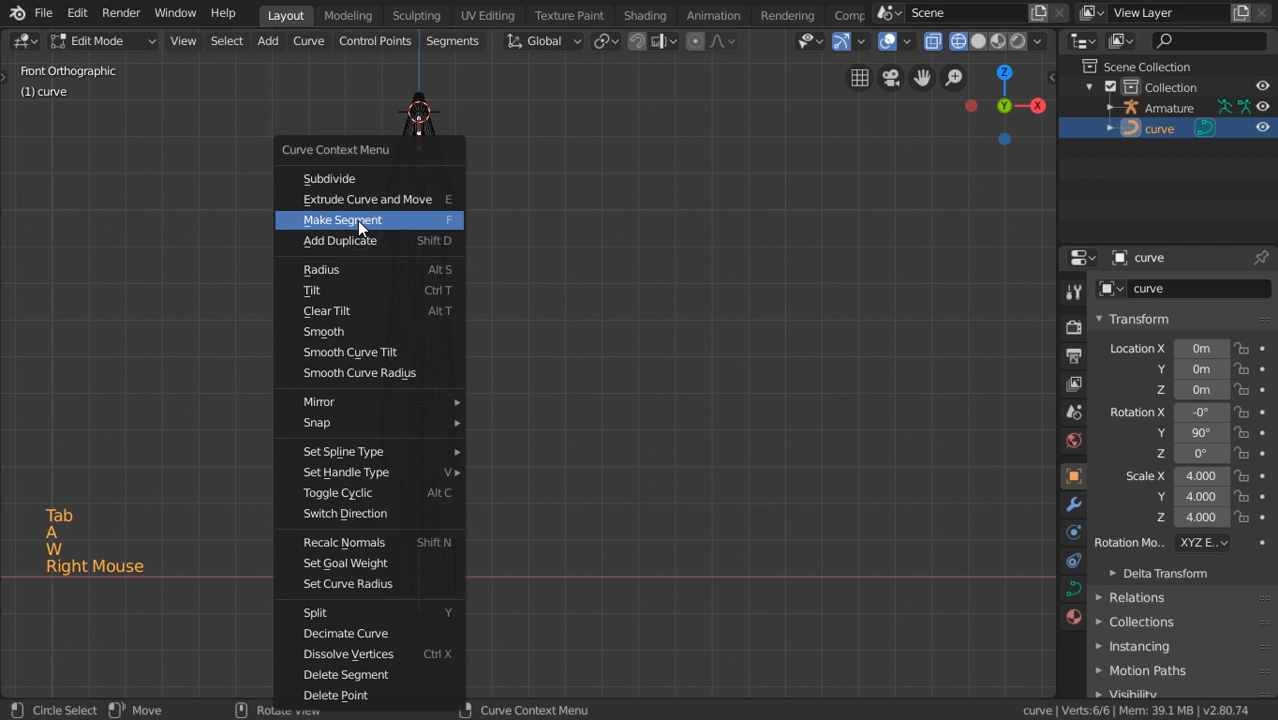 File Edit Render Window Help Layout Modeling Sculpting UV Editing Texture Paint Shading Animation Rendering Comp Scene View Layer
Edit Mode View Select Add Curve Control Points Segments Global
Front Orthographic
(1) curve
Z
Y
X
Scene Collection
Collection
Armature
curve
Curve Context Menu
Subdivide
Extrude Curve and Move E
Make Segment F
Add Duplicate Shift D
Radius Alt S
Tilt Ctrl T
Clear Tilt Alt T
Smooth
Smooth Curve Tilt
Smooth Curve Radius
Mirror
Snap
Set Spline Type
Set Handle Type V
Toggle Cyclic Alt C
Switch Direction
Recalc Normals Shift N
Set Goal Weight
Set Curve Radius
Split Y
Decimate Curve
Dissolve Vertices Ctrl X
Delete Segment
Delete Point
Tab
A
W
Right Mouse
curve
curve
Transform
Location X 0m
Y 0m
Z 0m
Rotation X -0°
Y 90°
Z 0°
Scale X 4.000
Y 4.000
Z 4.000
Rotation Mo.. XYZ E..
Delta Transform
Relations
Collections
Instancing
Motion Paths
Visibility
Circle Select Move Rotate View Curve Context Menu curve | Verts:6/6 | Mem: 39.1 MB | v2.80.74